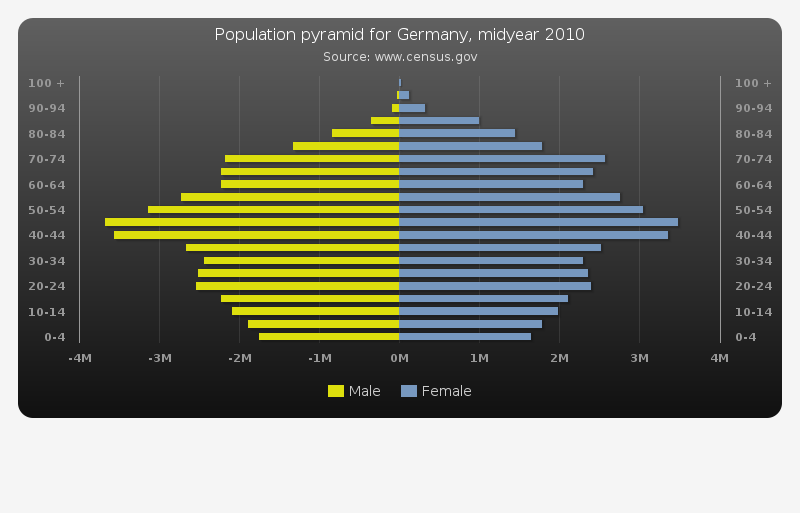 Population pyramid for Germany, midyear 2010
Source: www.census.gov
100 + 100 +
90-94 90-94
80-84 80-84
70-74 70-74
60-64 60-64
50-54 50-54
40-44 40-44
30-34 30-34
20-24 20-24
10-14 10-14
0-4 0-4
-4M -3M -2M -1M 0M 1M 2M 3M 4M
Male Female